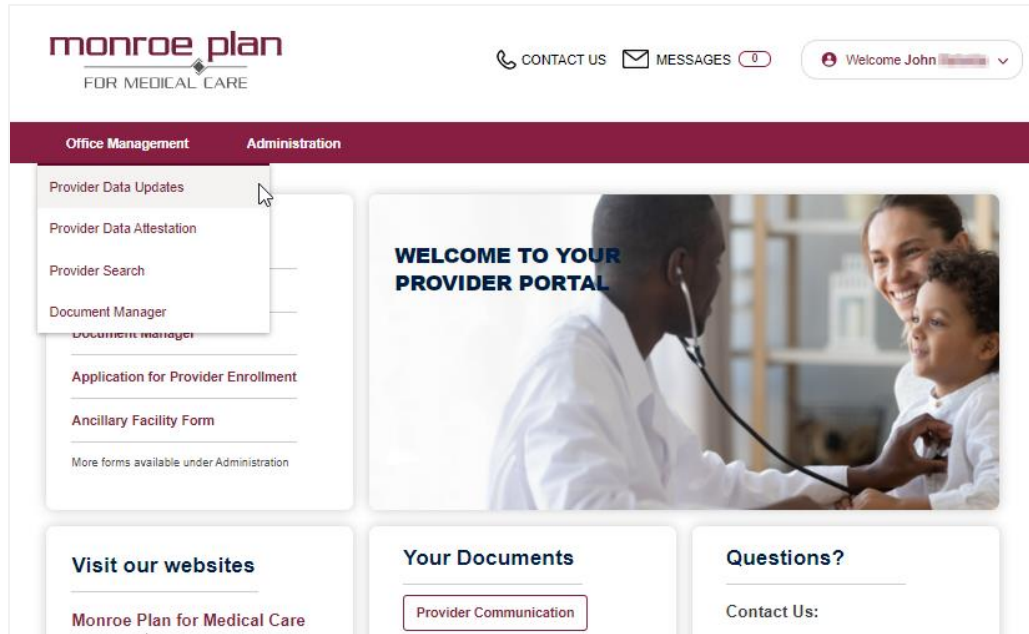 monroe plan
FOR MEDICAL CARE
CONTACT US
MESSAGES 0
Welcome John
Office Management
Administration
Provider Data Updates
Provider Data Attestation
Provider Search
Document Manager
Document Manager
Application for Provider Enrollment
Ancillary Facility Form
More forms available under Administration
WELCOME TO YOUR
PROVIDER PORTAL
Visit our websites
Monroe Plan for Medical Care
Your Documents
Provider Communication
Questions?
Contact Us: